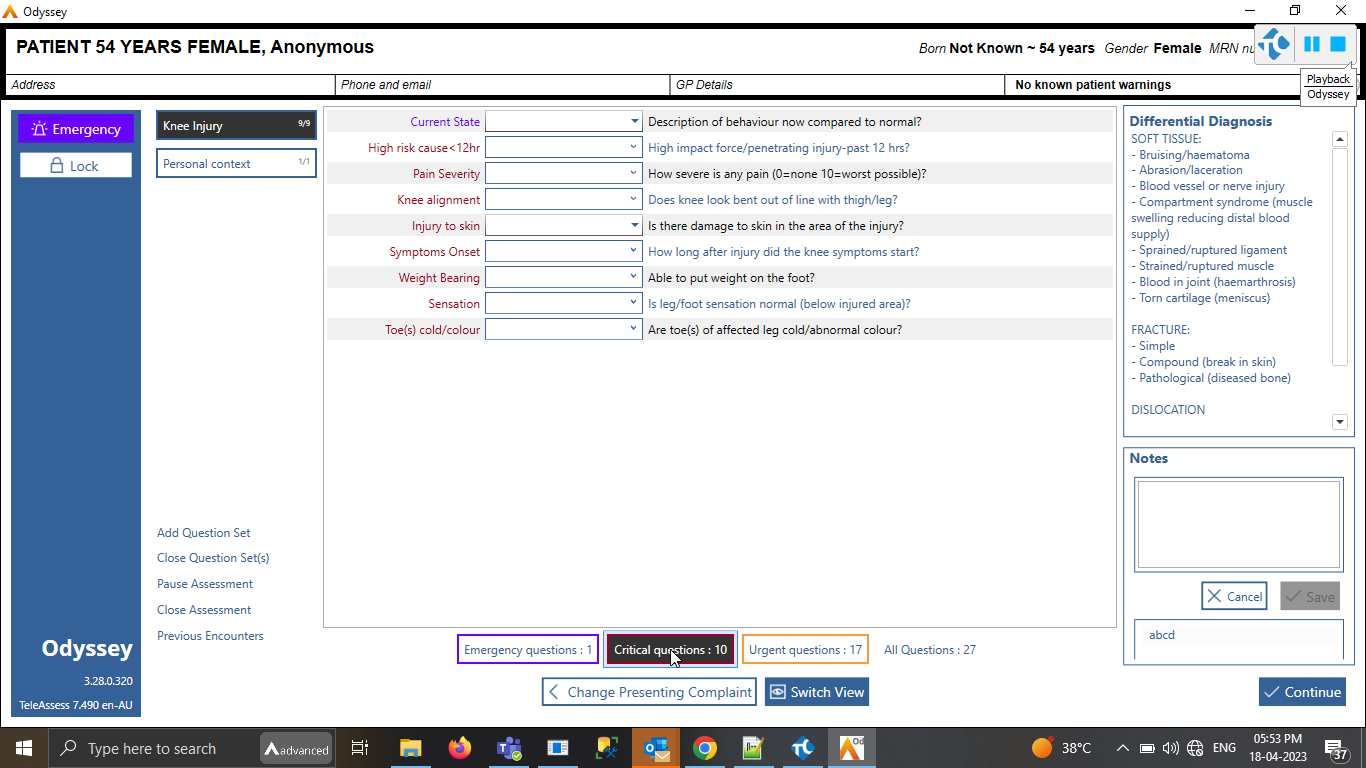 Odyssey
PATIENT 54 YEARS FEMALE, Anonymous
Born Not Known ~ 54 years Gender Female MRN
Playback
Odyssey
Address
Phone and email
GP Details
No known patient warnings
Emergency
Lock
Knee Injury 9/9
Personal context 1/1
Current State Description of behaviour now compared to normal?
High risk cause<12hr High impact force/penetrating injury-past 12 hrs?
Pain Severity How severe is any pain (0=none 10=worst possible)?
Knee alignment Does knee look bent out of line with thigh/leg?
Injury to skin Is there damage to skin in the area of the injury?
Symptoms Onset How long after injury did the knee symptoms start?
Weight Bearing Able to put weight on the foot?
Sensation Is leg/foot sensation normal (below injured area)?
Toe(s) cold/colour Are toe(s) of affected leg cold/abnormal colour?
Differential Diagnosis
SOFT TISSUE:
- Bruising/haematoma
- Abrasion/laceration
- Blood vessel or nerve injury
- Compartment syndrome (muscle
swelling reducing distal blood
supply)
- Sprained/ruptured ligament
- Strained/ruptured muscle
- Blood in joint (haemarthrosis)
- Torn cartilage (meniscus)
FRACTURE:
- Simple
- Compound (break in skin)
- Pathological (diseased bone)
DISLOCATION
Notes
Cancel
Save
abcd
Add Question Set
Close Question Set(s)
Pause Assessment
Close Assessment
Previous Encounters
Odyssey
3.28.0.320
TeleAssess 7.490 en-AU
Emergency questions : 1
Critical questions : 10
Urgent questions : 17
All Questions : 27
Change Presenting Complaint
Switch View
Continue
Type here to search
advanced
Od
38°C
ENG
05:53 PM
18-04-2023
37